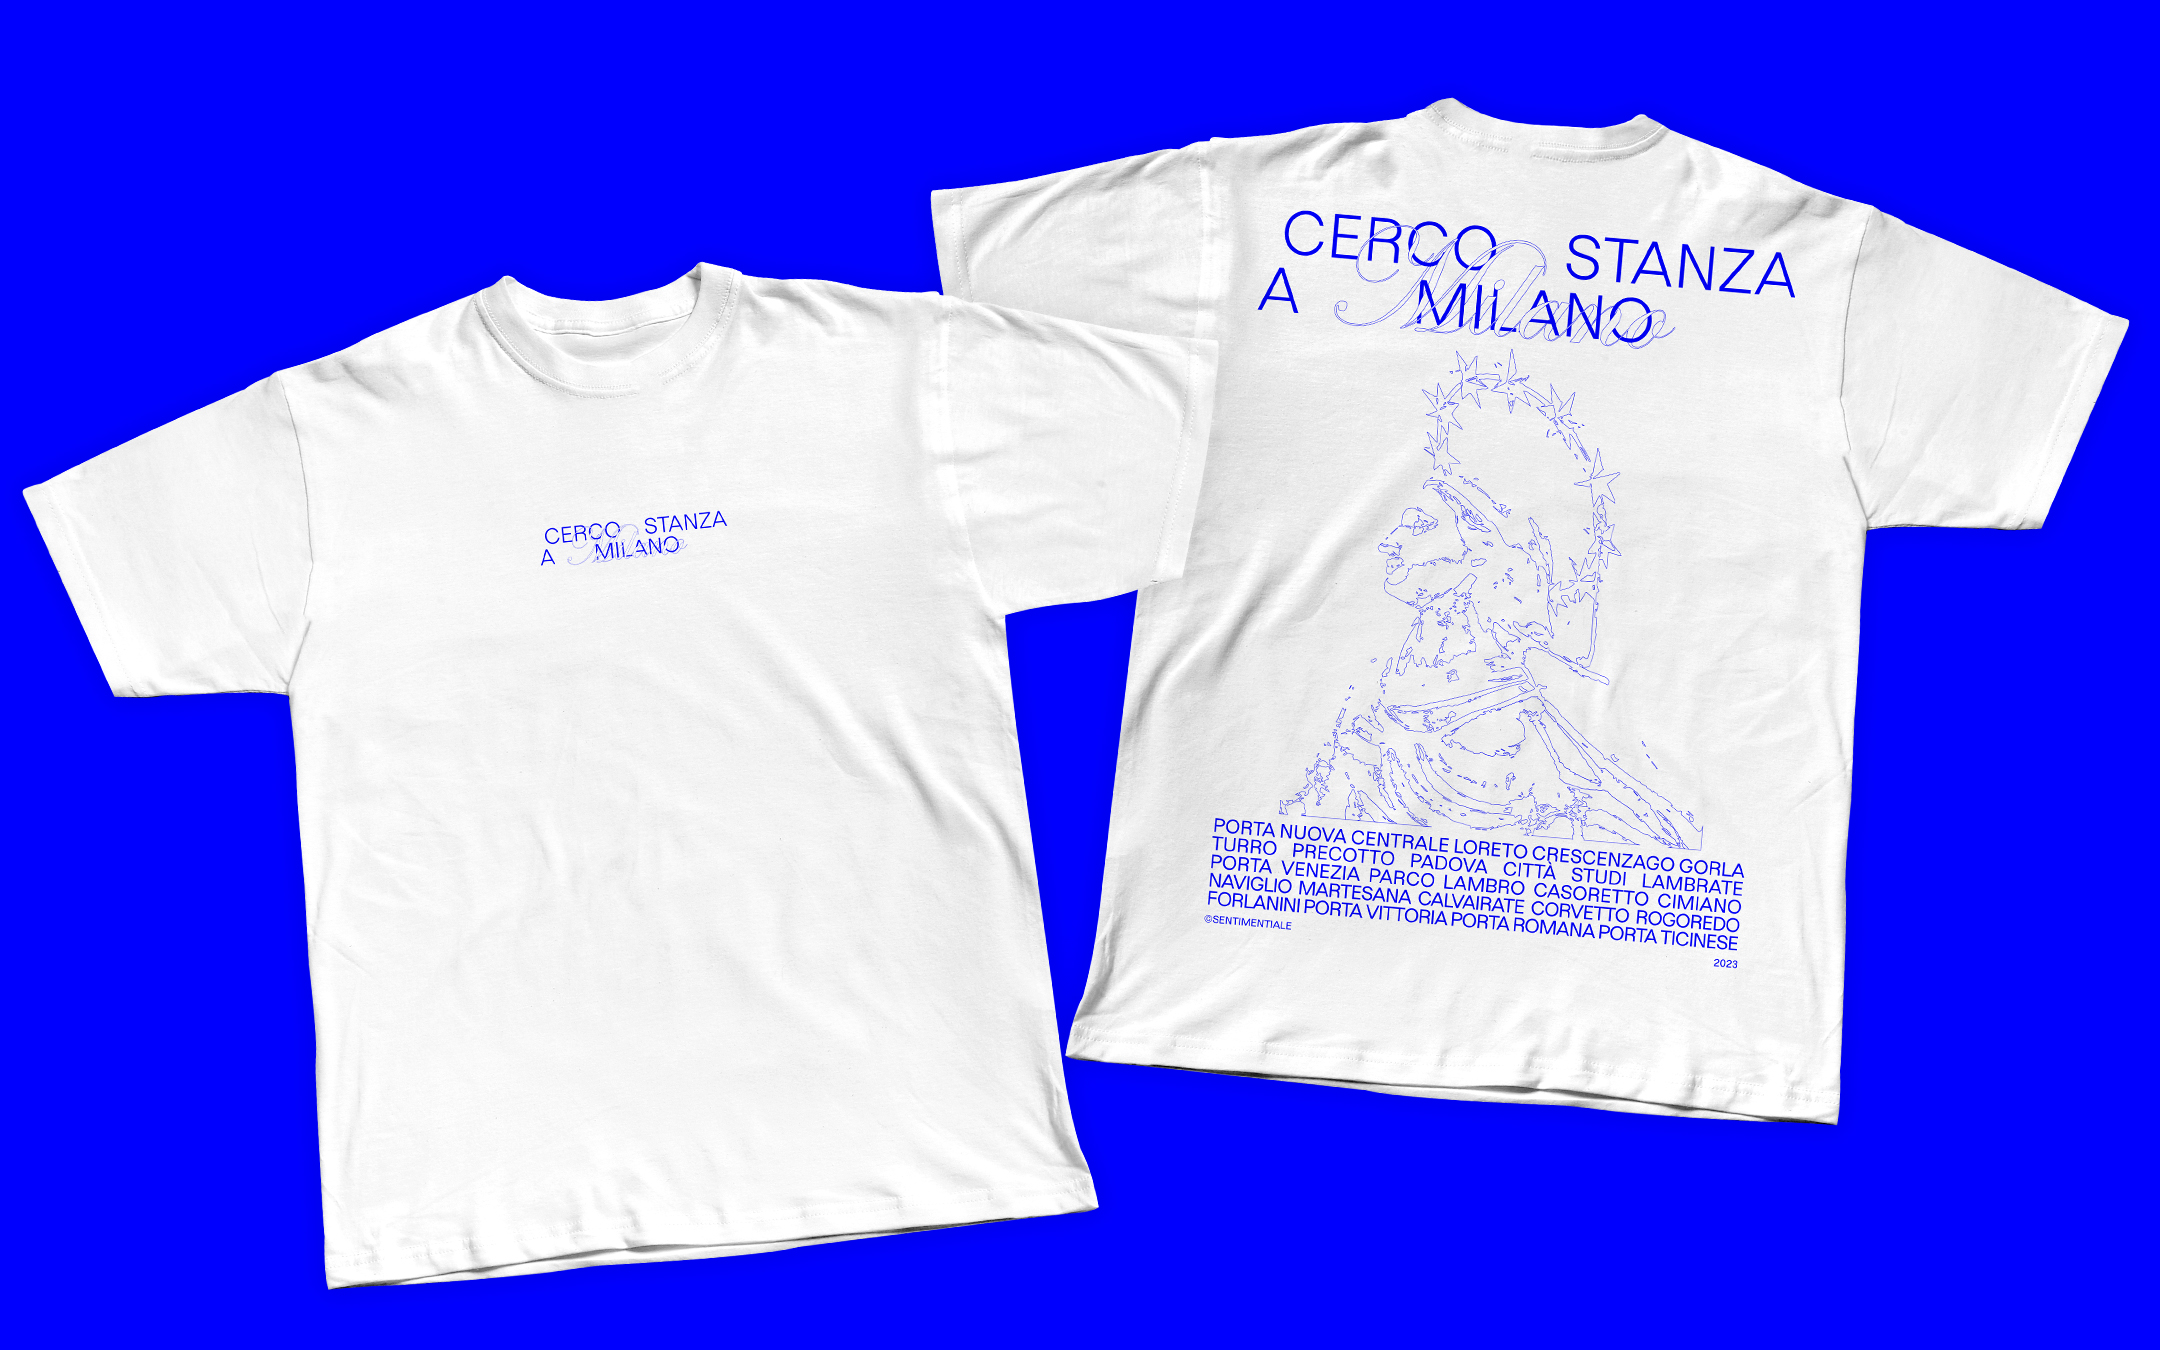 CERCO STANZA
A MILANO
Milano
CERCO STANZA
A MILANO
Milano
PORTA NUOVA CENTRALE LORETO CRESCENZAGO GORLA
TURRO PRECOTTO PADOVA CITTÀ STUDI LAMBRATE
PORTA VENEZIA PARCO LAMBRO CASORETTO CIMIANO
NAVIGLIO MARTESANA CALVAIRATE CORVETTO ROGOREDO
FORLANINI PORTA VITTORIA PORTA ROMANA PORTA TICINESE
©SENTIMENTIALE
2023